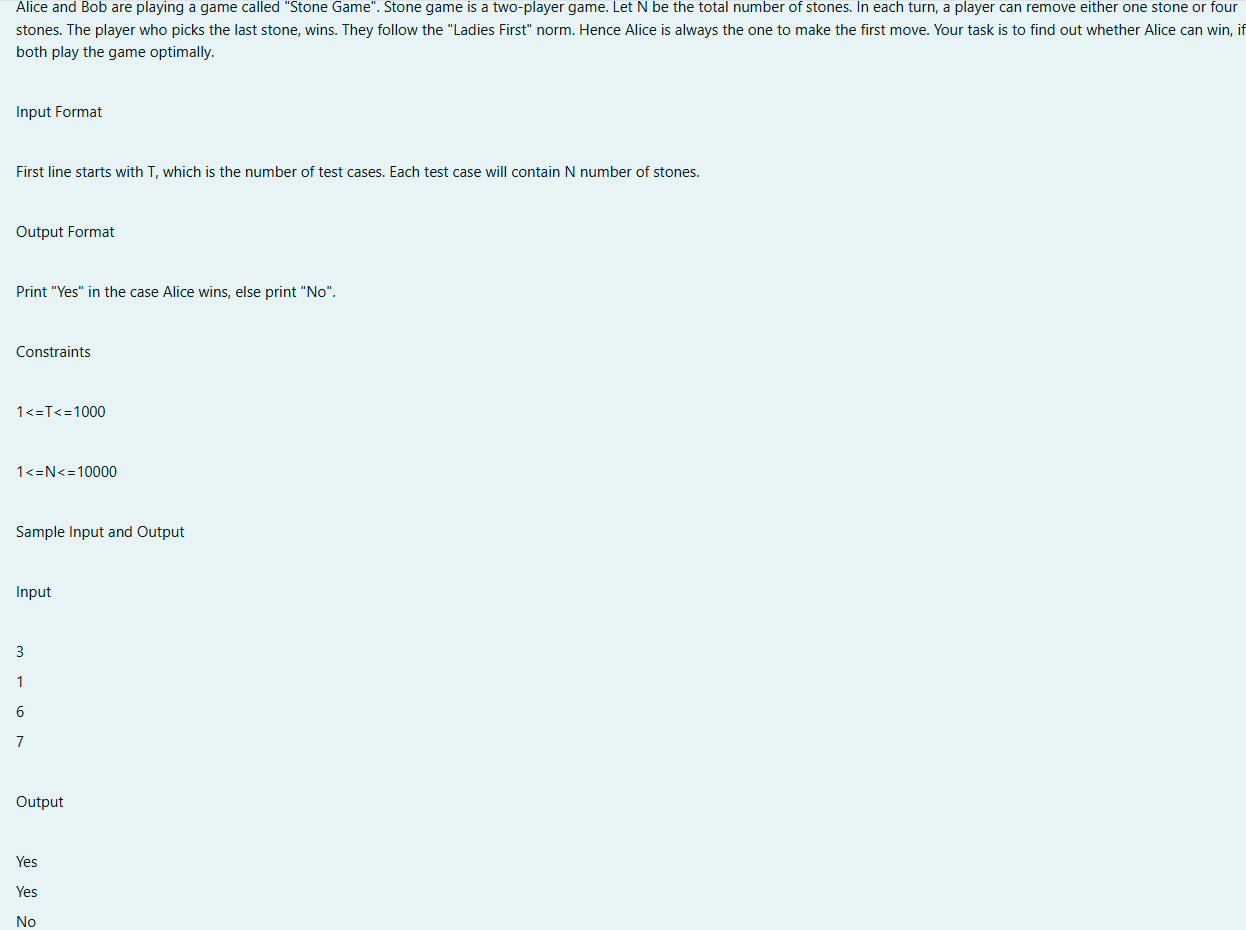 Alice and Bob are playing a game called "Stone Game". Stone game is a two-player game. Let N be the total number of stones. In each turn, a player can remove either one stone or four
stones. The player who picks the last stone, wins. They follow the "Ladies First" norm. Hence Alice is always the one to make the first move. Your task is to find out whether Alice can win, if
both play the game optimally.
Input Format
First line starts with T, which is the number of test cases. Each test case will contain N number of stones.
Output Format
Print "Yes" in the case Alice wins, else print "No".
Constraints
1<=T<=1000
1<=N<=10000
Sample Input and Output
Input
3
1
6
7
Output
Yes
Yes
No